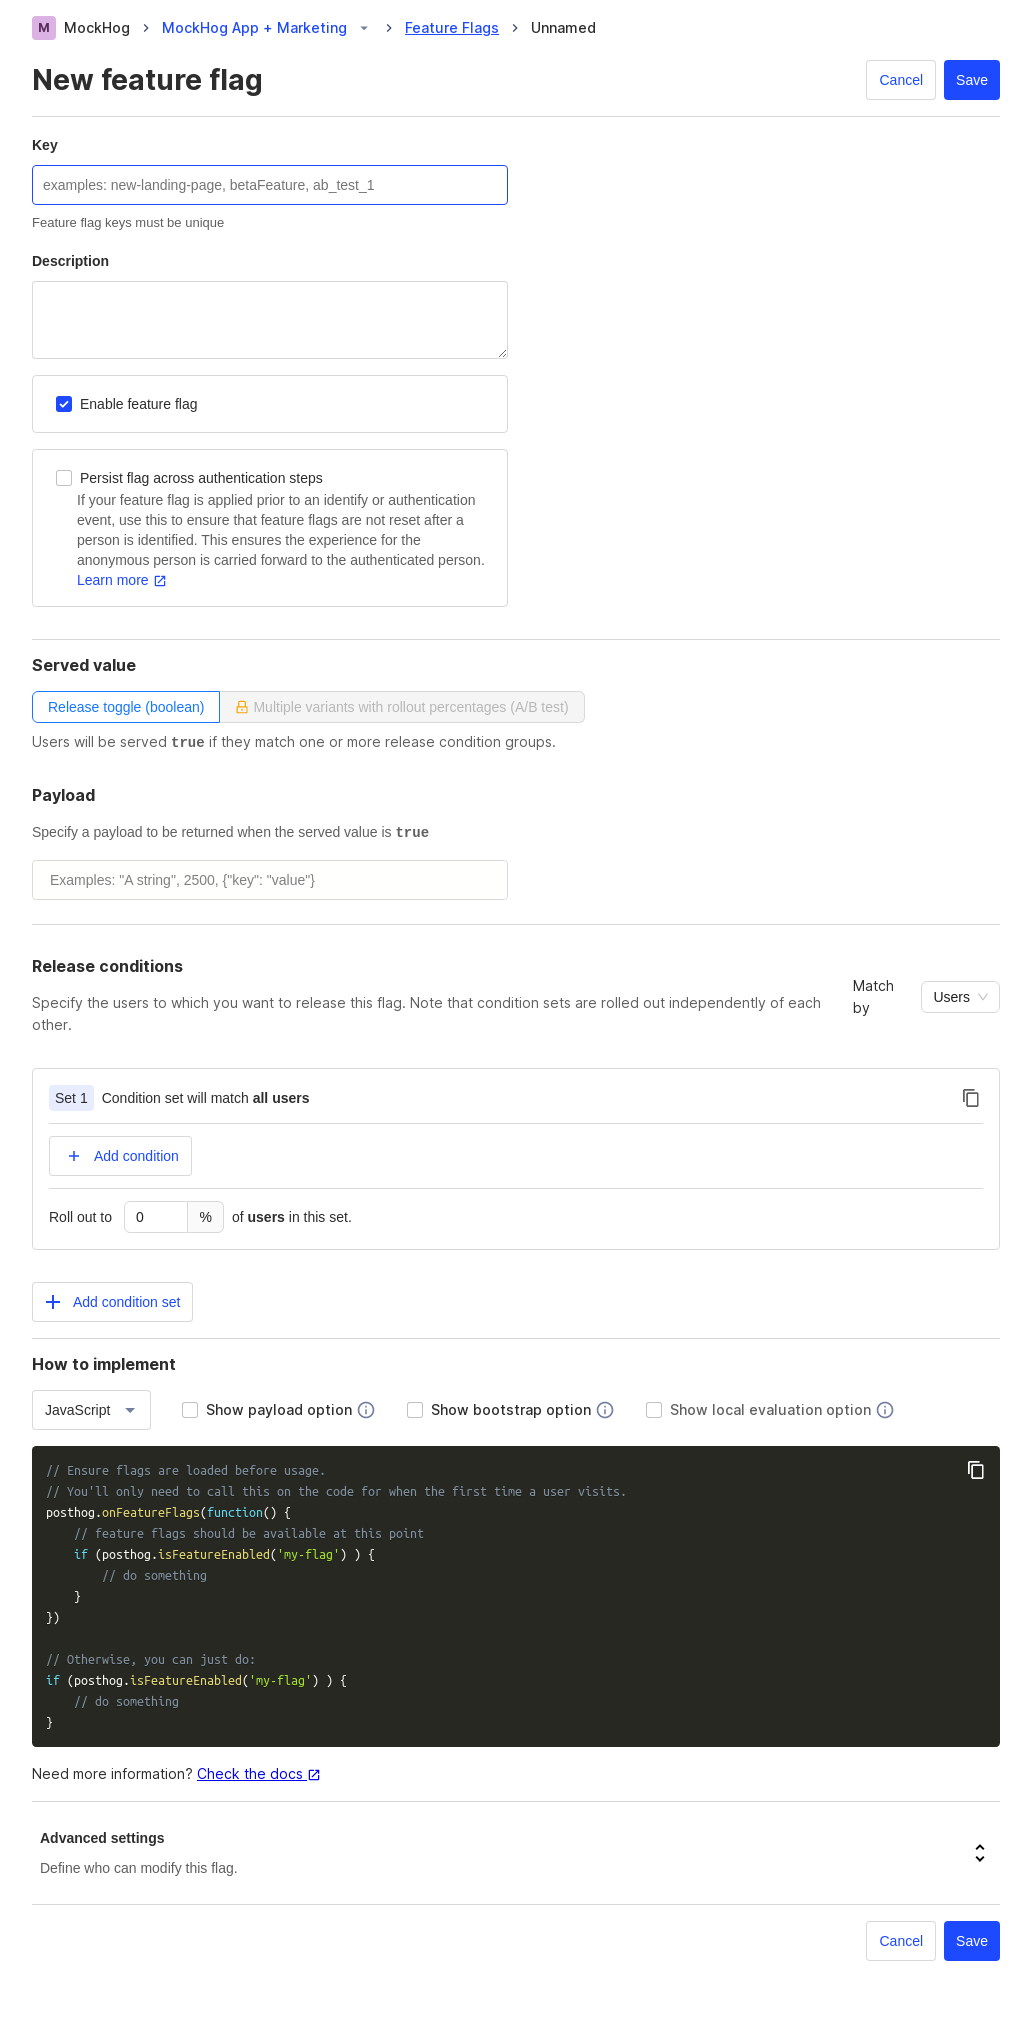 M MockHog > MockHog App + Marketing > Feature Flags > Unnamed
New feature flag
Cancel Save
Key
examples: new-landing-page, betaFeature, ab_test_1
Feature flag keys must be unique
Description
Enable feature flag
Persist flag across authentication steps
If your feature flag is applied prior to an identify or authentication
event, use this to ensure that feature flags are not reset after a
person is identified. This ensures the experience for the
anonymous person is carried forward to the authenticated person.
Learn more
Served value
Release toggle (boolean) Multiple variants with rollout percentages (A/B test)
Users will be served true if they match one or more release condition groups.
Payload
Specify a payload to be returned when the served value is true
Examples: "A string", 2500, {"key": "value"}
Release conditions
Specify the users to which you want to release this flag. Note that condition sets are rolled out independently of each
other.
Match
by
Users
Set 1 Condition set will match all users
Add condition
Roll out to 0 % of users in this set.
Add condition set
How to implement
JavaScript Show payload option Show bootstrap option Show local evaluation option
// Ensure flags are loaded before usage.
// You'll only need to call this on the code for when the first time a user visits.
posthog.onFeatureFlags(function() {
    // feature flags should be available at this point
    if (posthog.isFeatureEnabled('my-flag') ) {
        // do something
    }
})
// Otherwise, you can just do:
if (posthog.isFeatureEnabled('my-flag') ) {
    // do something
}
Need more information? Check the docs
Advanced settings
Define who can modify this flag.
Cancel Save